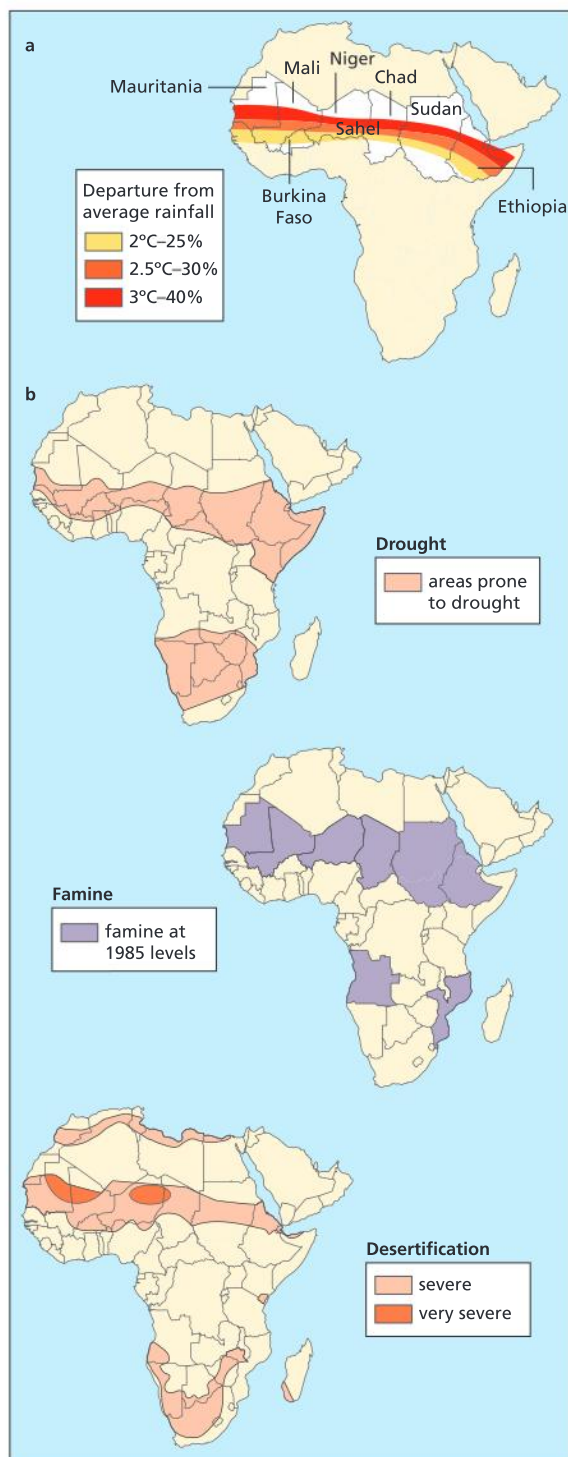 a
Mauritania
Mali
Niger
Chad
Sudan
Sahel
Burkina
Faso
Ethiopia
Departure from
average rainfall
2ºC–25%
2.5ºC–30%
3ºC–40%
b
Drought
areas prone
to drought
Famine
famine at
1985 levels
Desertification
severe
very severe